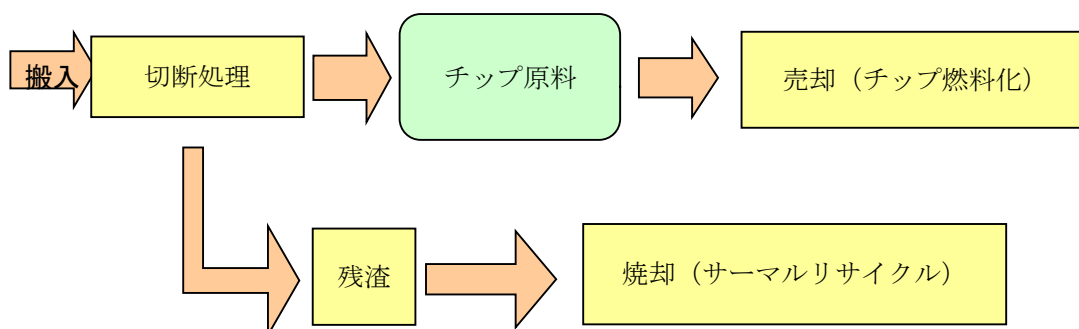 搬入
切断処理
チップ原料
売却（チップ燃料化）
残渣
焼却（サーマルリサイクル）